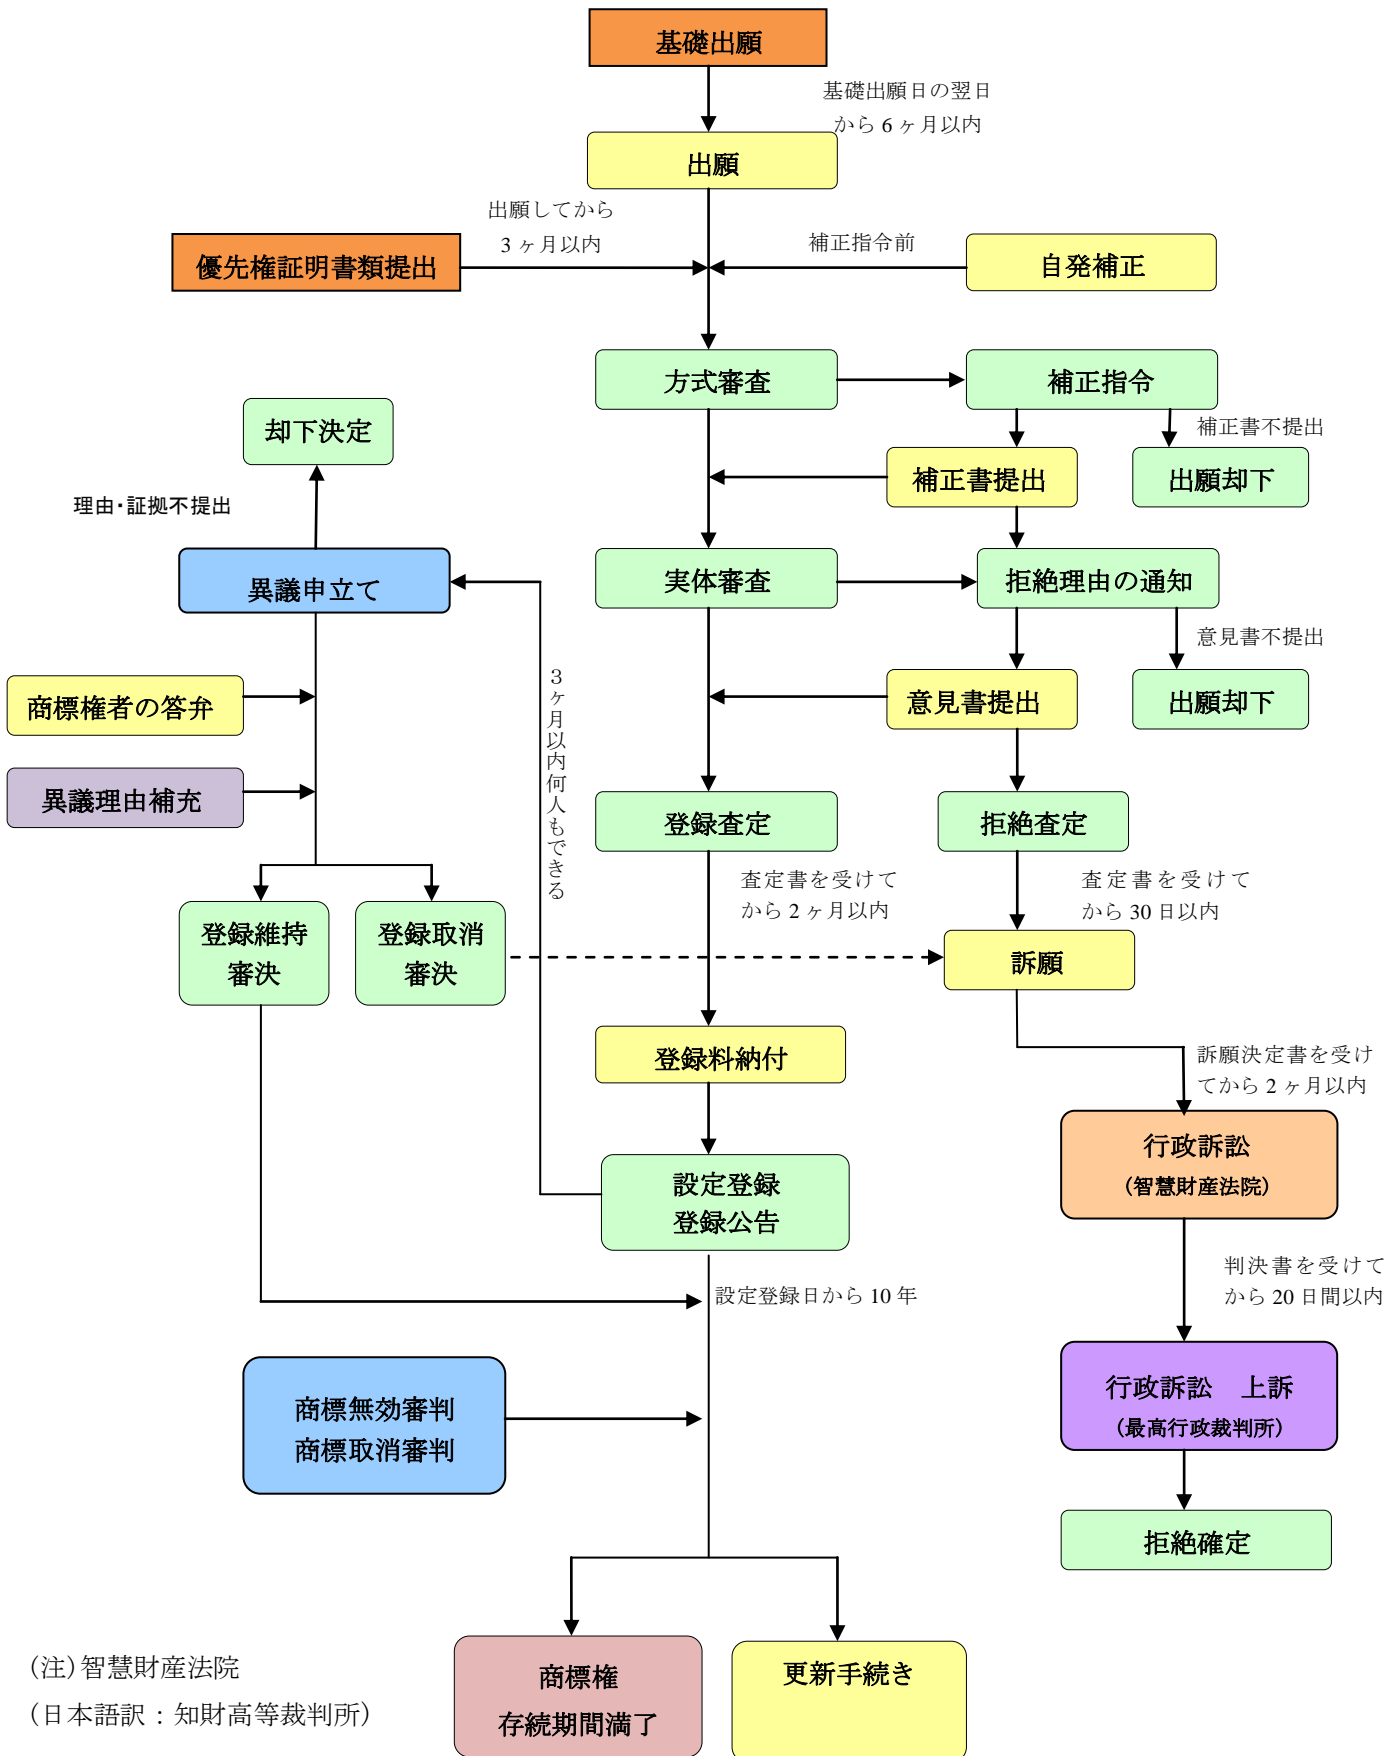 基礎出願
基礎出願日の翌日
から 6 ヶ月以内
出願
出願してから
3 ヶ月以内
補正指令前
優先権証明書類提出
自発補正
方式審査
補正指令
却下決定
補正書不提出
補正書提出
出願却下
理由・証拠不提出
異議申立て
実体審査
拒絶理由の通知
意見書不提出
商標権者の答弁
意見書提出
出願却下
3ヶ月以内何人もできる
異議理由補充
登録査定
拒絶査定
査定書を受けて
から 2 ヶ月以内
査定書を受けて
から 30 日以内
登録維持
審決
登録取消
審決
訴願
登録料納付
訴願決定書を受け
てから 2 ヶ月以内
行政訴訟
(智慧財産法院)
設定登録
登録公告
設定登録日から 10 年
判決書を受けて
から 20 日間以内
商標無効審判
商標取消審判
行政訴訟　上訴
(最高行政裁判所)
拒絶確定
商標権
存続期間満了
更新手続き
(注)智慧財産法院
(日本語訳：知財高等裁判所)